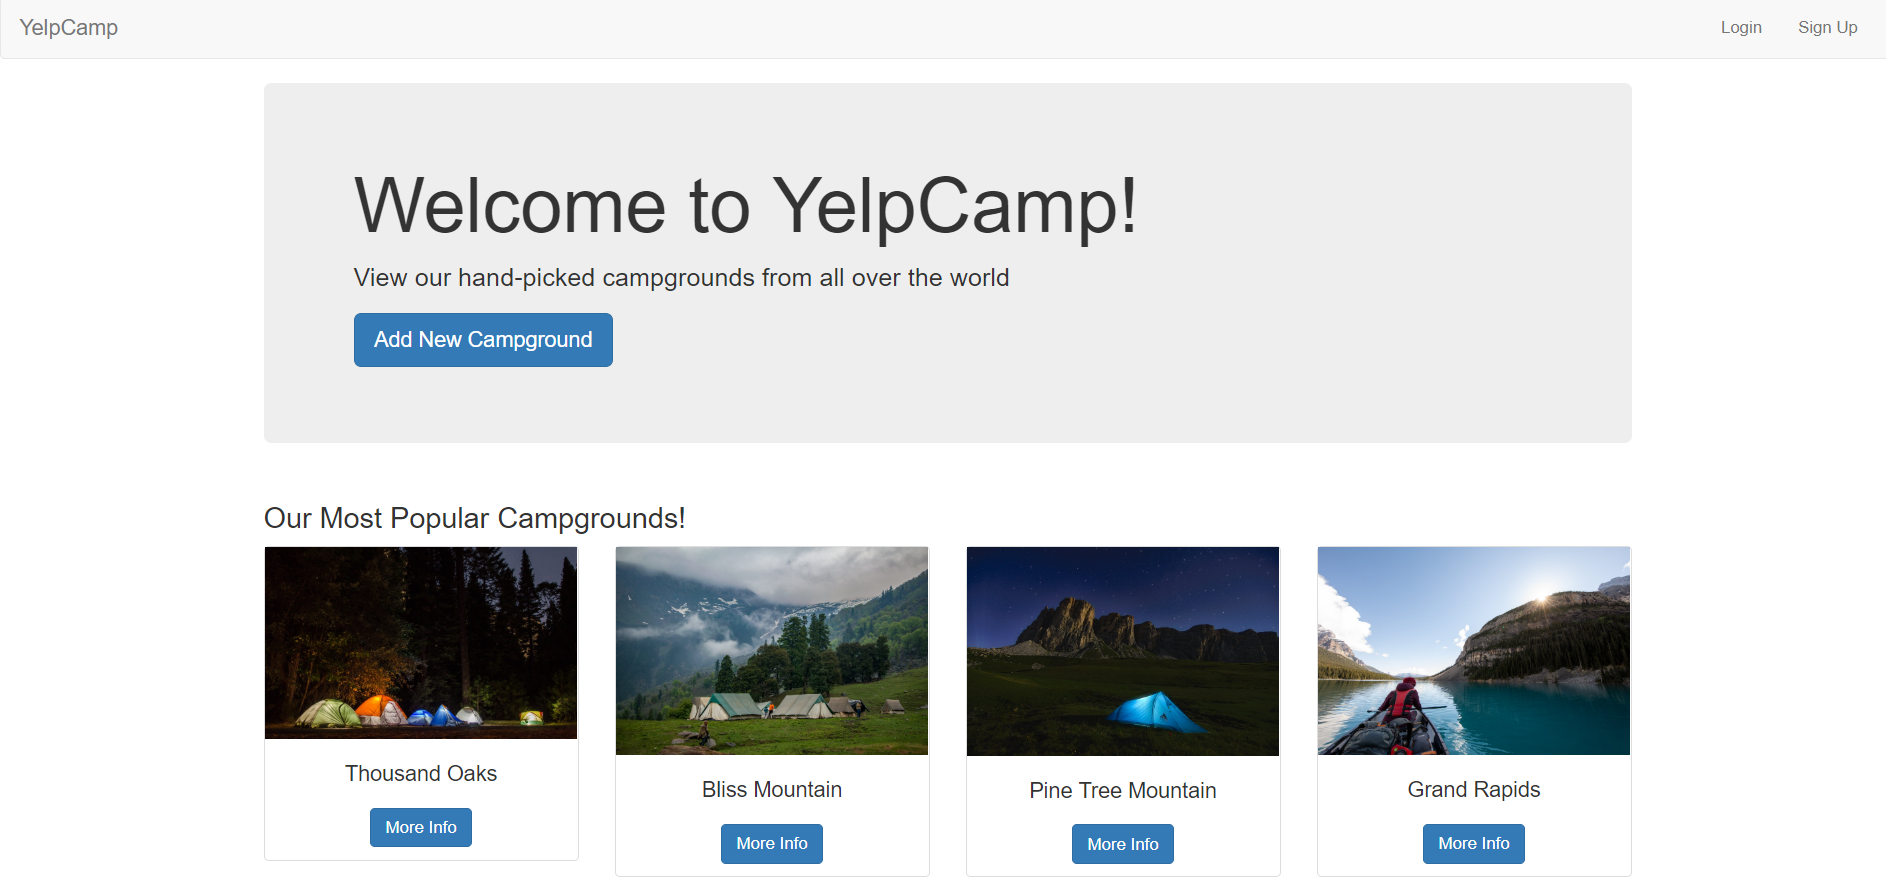 YelpCamp
Login
Sign Up
Welcome to YelpCamp!
View our hand-picked campgrounds from all over the world
Add New Campground
Our Most Popular Campgrounds!
Thousand Oaks
More Info
Bliss Mountain
More Info
Pine Tree Mountain
More Info
Grand Rapids
More Info